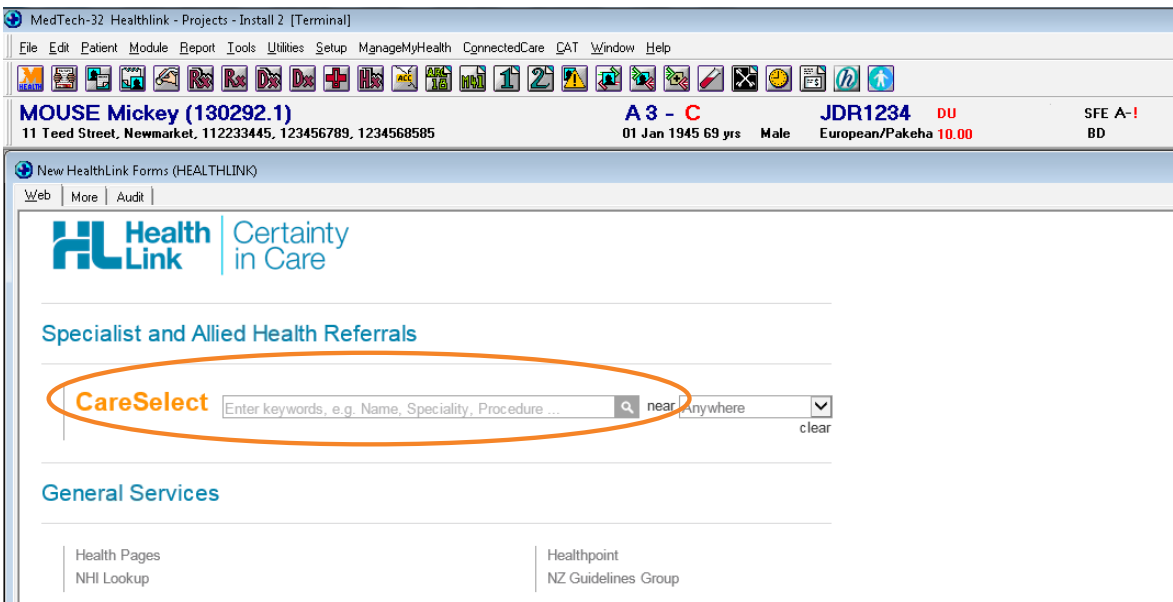 MedTech-32 Healthlink - Projects - Install 2 [Terminal]
File Edit Patient Module Report Tools Utilities Setup ManageMyHealth ConnectedCare CAT Window Help
MOUSE Mickey (130292.1) A 3 - C JDR1234 DU SFE A-!
11 Teed Street, Newmarket, 112233445, 123456789, 1234568585 01 Jan 1945 69 yrs Male European/Pakeha 10.00 BD
New HealthLink Forms (HEALTHLINK)
Web More Audit
HL Health Link Certainty in Care
Specialist and Allied Health Referrals
CareSelect Enter keywords, e.g. Name, Speciality, Procedure ... near Anywhere
clear
General Services
Health Pages Healthpoint
NHI Lookup NZ Guidelines Group